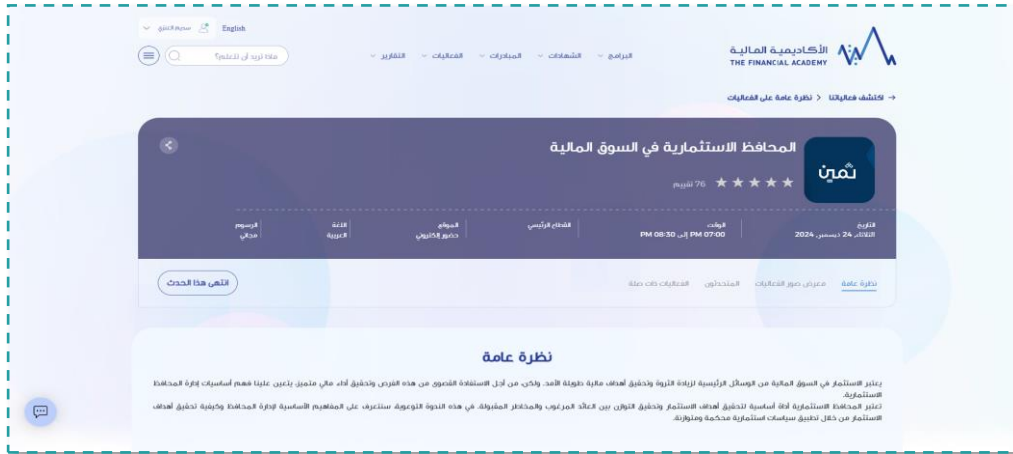 English
ماذا تريد أن تتعلم؟
البرامج
الشهادات
المبادرات
الفعاليات
التقارير
الأكاديمية المالية
THE FINANCIAL ACADEMY
اكتشف فعالياتنا > نظرة عامة على الفعاليات
المحافظ الاستثمارية في السوق المالية
ثمين
76 تقييم
التاريخ
الثلاثاء, 24 ديسمبر, 2024
الوقت
07:00 PM إلى 08:30 PM
القطاع الرئيسي
الموقع
حضور إلكتروني
اللغة
العربية
الرسوم
مجاني
نظرة عامة
معرض صور الفعاليات
المتحدثون
الفعاليات ذات صلة
انتهى هذا الحدث
نظرة عامة
يعتبر الاستثمار في السوق المالية من الوسائل الرئيسية لزيادة الثروة وتحقيق أهداف مالية طويلة الأمد. ولكن، من أجل الاستفادة القصوى من هذه الفرص وتحقيق أداء مالي متميز، يتعين علينا فهم أساسيات إدارة المحافظ
الاستثمارية.
تعتبر المحافظ الاستثمارية أداة أساسية لتحقيق أهداف الاستثمار وتحقيق التوازن بين العائد المرغوب والمخاطر المقبولة. في هذه الندوة التوعوية، سنتعرف على المفاهيم الأساسية لإدارة المحافظ وكيفية تحقيق أهداف
الاستثمار من خلال تطبيق سياسات استثمارية محكمة ومتوازنة.